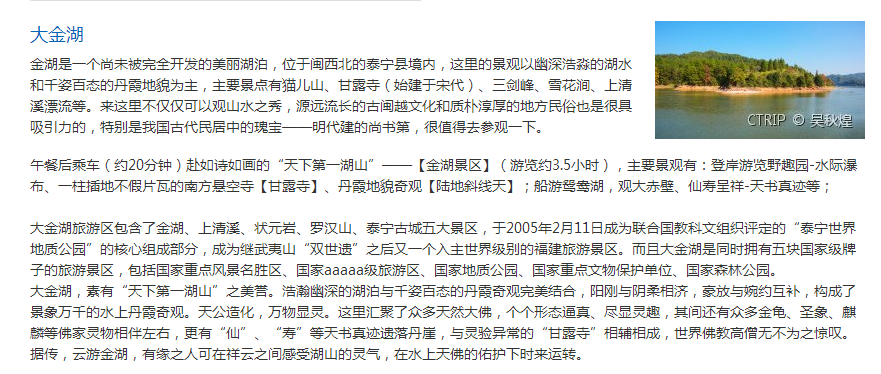 大金湖
金湖是一个尚未被完全开发的美丽湖泊，位于闽西北的泰宁县境内，这里的景观以幽深浩淼的湖水
和千姿百态的丹霞地貌为主，主要景点有猫儿山、甘露寺（始建于宋代）、三剑峰、雪花涧、上清
溪漂流等。来这里不仅仅可以观山水之秀，源远流长的古闽越文化和质朴淳厚的地方民俗也是很具
吸引力的，特别是我国古代民居中的瑰宝——明代建的尚书第，很值得去参观一下。
CTRIP © 吴秋煌
午餐后乘车（约20分钟）赴如诗如画的“天下第一湖山”——【金湖景区】（游览约3.5小时），主要景观有：登岸游览野趣园-水际瀑
布、一柱插地不假片瓦的南方悬空寺【甘露寺】、丹霞地貌奇观【陆地斜线天】；船游鸳鸯湖，观大赤壁、仙寿呈祥-天书真迹等；
大金湖旅游区包含了金湖、上清溪、状元岩、罗汉山、泰宁古城五大景区，于2005年2月11日成为联合国教科文组织评定的“泰宁世界
地质公园”的核心组成部分，成为继武夷山“双世遗”之后又一个入主世界级别的福建旅游景区。而且大金湖是同时拥有五块国家级牌
子的旅游景区，包括国家重点风景名胜区、国家aaaaa级旅游区、国家地质公园、国家重点文物保护单位、国家森林公园。
大金湖，素有“天下第一湖山”之美誉。浩瀚幽深的湖泊与千姿百态的丹霞奇观完美结合，阳刚与阴柔相济，豪放与婉约互补，构成了
景象万千的水上丹霞奇观。天公造化，万物显灵。这里汇聚了众多天然大佛，个个形态逼真、尽显灵趣，其间还有众多金龟、圣象、麒
麟等佛家灵物相伴左右，更有“仙”、“寿”等天书真迹遗落丹崖，与灵异异常的“甘露寺”相辅相成，世界佛教高僧无不为之惊叹。
据传，云游金湖，有缘之人可在祥云之间感受湖山的灵气，在水上天佛的佑护下时来运转。